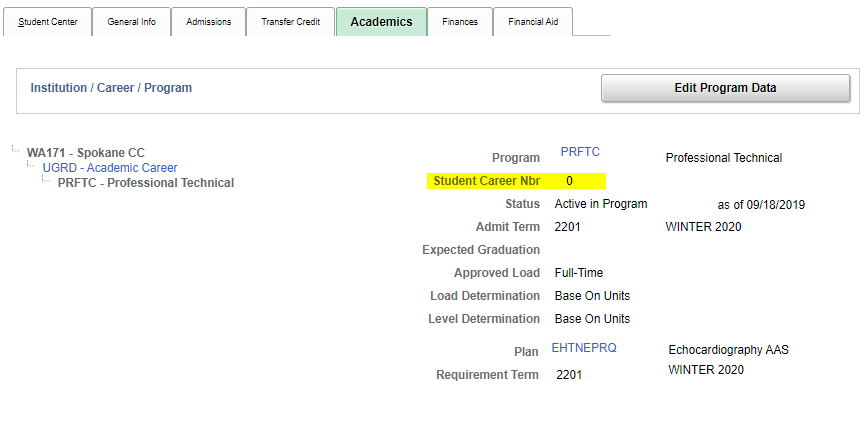 Student Center General Info Admissions Transfer Credit Academics Finances Financial Aid
Institution / Career / Program Edit Program Data
WA171 - Spokane CC
UGRD - Academic Career
PRFTC - Professional Technical
Program PRFTC Professional Technical
Student Career Nbr 0
Status Active in Program as of 09/18/2019
Admit Term 2201 WINTER 2020
Expected Graduation
Approved Load Full-Time
Load Determination Base On Units
Level Determination Base On Units
Plan EHTNEPRQ Echocardiography AAS
Requirement Term 2201 WINTER 2020